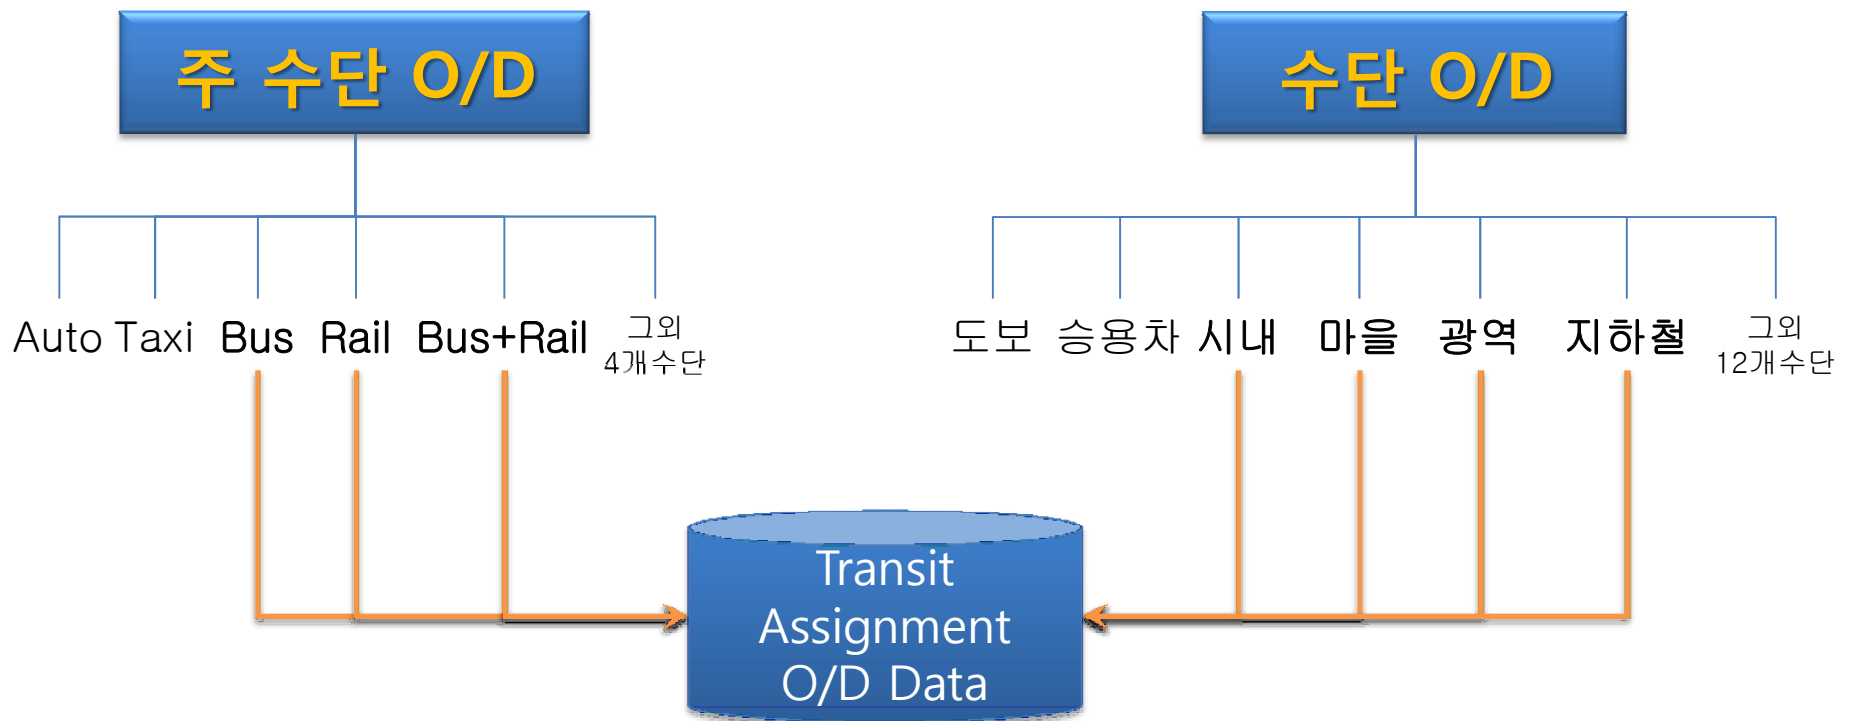 주 수단 O/D
수단 O/D
Auto Taxi Bus Rail Bus+Rail 그외
4개수단
도보 승용차 시내 마을 광역 지하철 그외
12개수단
Transit
Assignment
O/D Data